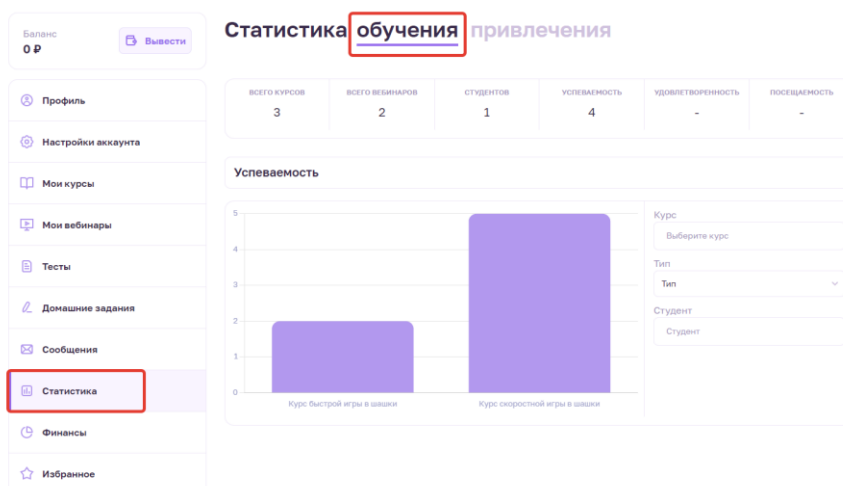 Баланс
0 ₽
Вывести
Профиль
Настройки аккаунта
Мои курсы
Мои вебинары
Тесты
Домашние задания
Сообщения
Статистика
Финансы
Избранное
Статистика обучения привлечения
ВСЕГО КУРСОВ
3
ВСЕГО ВЕБИНАРОВ
2
СТУДЕНТОВ
1
УСПЕВАЕМОСТЬ
4
УДОВЛЕТВОРЕННОСТЬ
-
ПОСЕЩАЕМОСТЬ
-
Успеваемость
5
4
3
2
1
0
Курс быстрой игры в шашки
Курс скоростной игры в шашки
Курс
Выберите курс
Тип
Тип
Студент
Студент